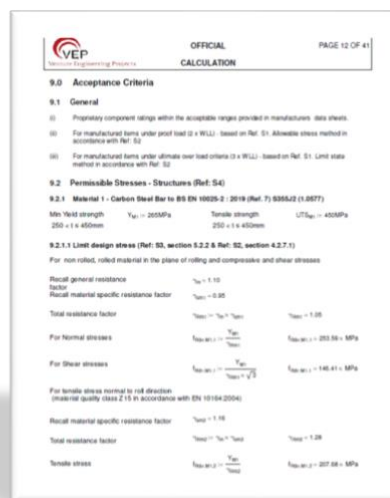 VEP
Venture Engineering Projects
OFFICIAL
CALCULATION
PAGE 12 OF 41
9.0 Acceptance Criteria
9.1 General
i) Proprietary component ratings within the acceptable ranges provided in manufacturers data sheets.
ii) For manufactured items under proof load (2 x WLL) - based on Ref. S1. Allowable stress method in
accordance with Ref: S2
iii) For manufactured items under ultimate over load criteria (3 x WLL) - based on Ref. S1. Limit state
method in accordance with Ref: S2
9.2 Permissible Stresses - Structures (Ref: S4)
9.2.1 Material 1 - Carbon Steel Bar to BS EN 10025-2 : 2019 (Ref. 7) S355J2 (1.0577)
Min Yield strength Tensile strength
250 < t ≤ 450mm 250 < t ≤ 450mm
9.2.1.1 Limit design stress (Ref: S3, section 5.2.2 & Ref: S2, section 4.2.7.1)
For non rolled, rolled material in the plane of rolling and compressive and shear stresses
Recall general resistance
factor
Recall material specific resistance factor
Total resistance factor
For Normal stresses
For Shear stresses
For tensile stress normal to roll direction
(material quality class Z15 in accordance with EN 10164:2004)
Recall material specific resistance factor
Total resistance factor
Tensile stress